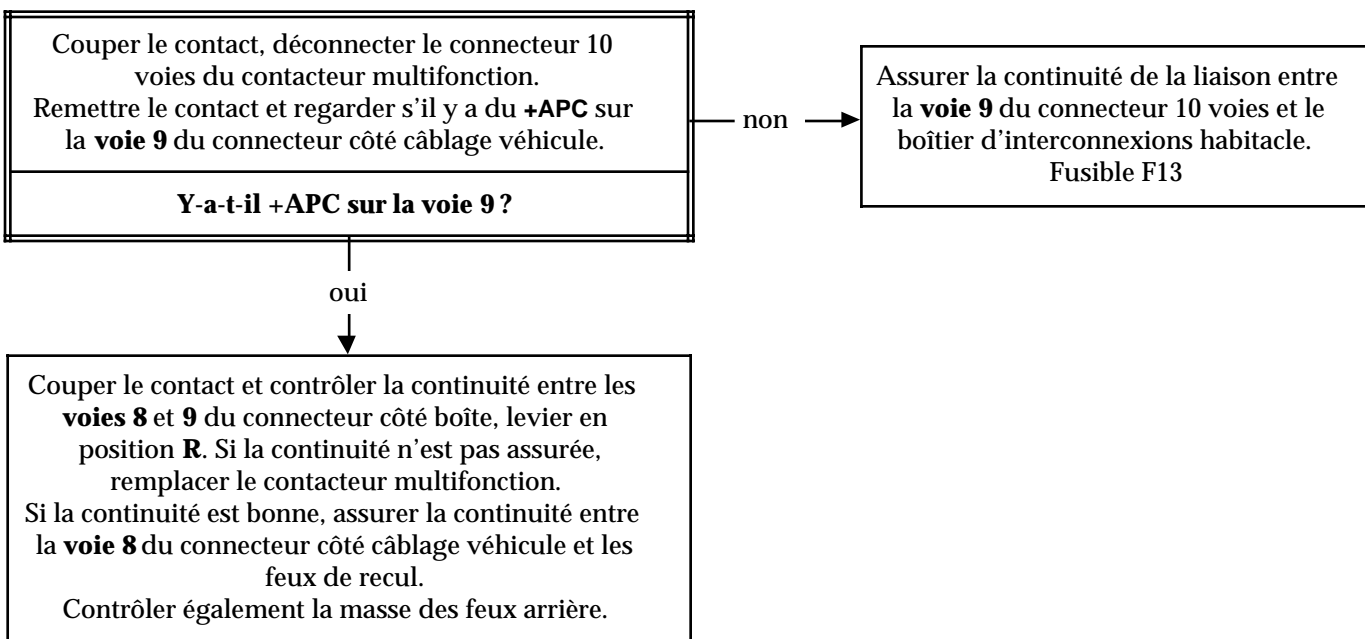 Couper le contact, déconnecter le connecteur 10
voies du contacteur multifonction.
Remettre le contact et regarder s’il y a du +APC sur
la voie 9 du connecteur côté câblage véhicule.
Y-a-t-il +APC sur la voie 9 ?
non
Assurer la continuité de la liaison entre
la voie 9 du connecteur 10 voies et le
boîtier d’interconnexions habitacle.
Fusible F13
oui
Couper le contact et contrôler la continuité entre les
voies 8 et 9 du connecteur côté boîte, levier en
position R. Si la continuité n’est pas assurée,
remplacer le contacteur multifonction.
Si la continuité est bonne, assurer la continuité entre
la voie 8 du connecteur côté câblage véhicule et les
feux de recul.
Contrôler également la masse des feux arrière.